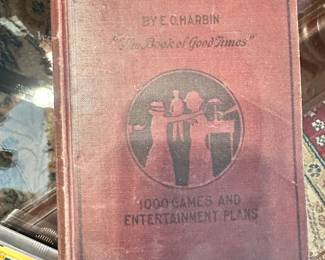 BY E.O. HARBIN
"The Book of Good Times"
1000 GAMES AND
ENTERTAINMENT PLANS